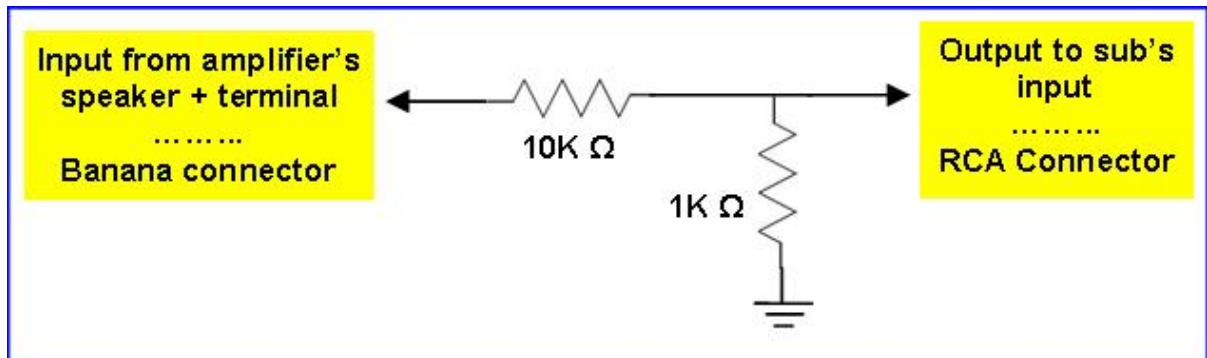 Input from amplifier's
speaker + terminal
………
Banana connector
10K Ω
1K Ω
Output to sub's
input
………
RCA Connector